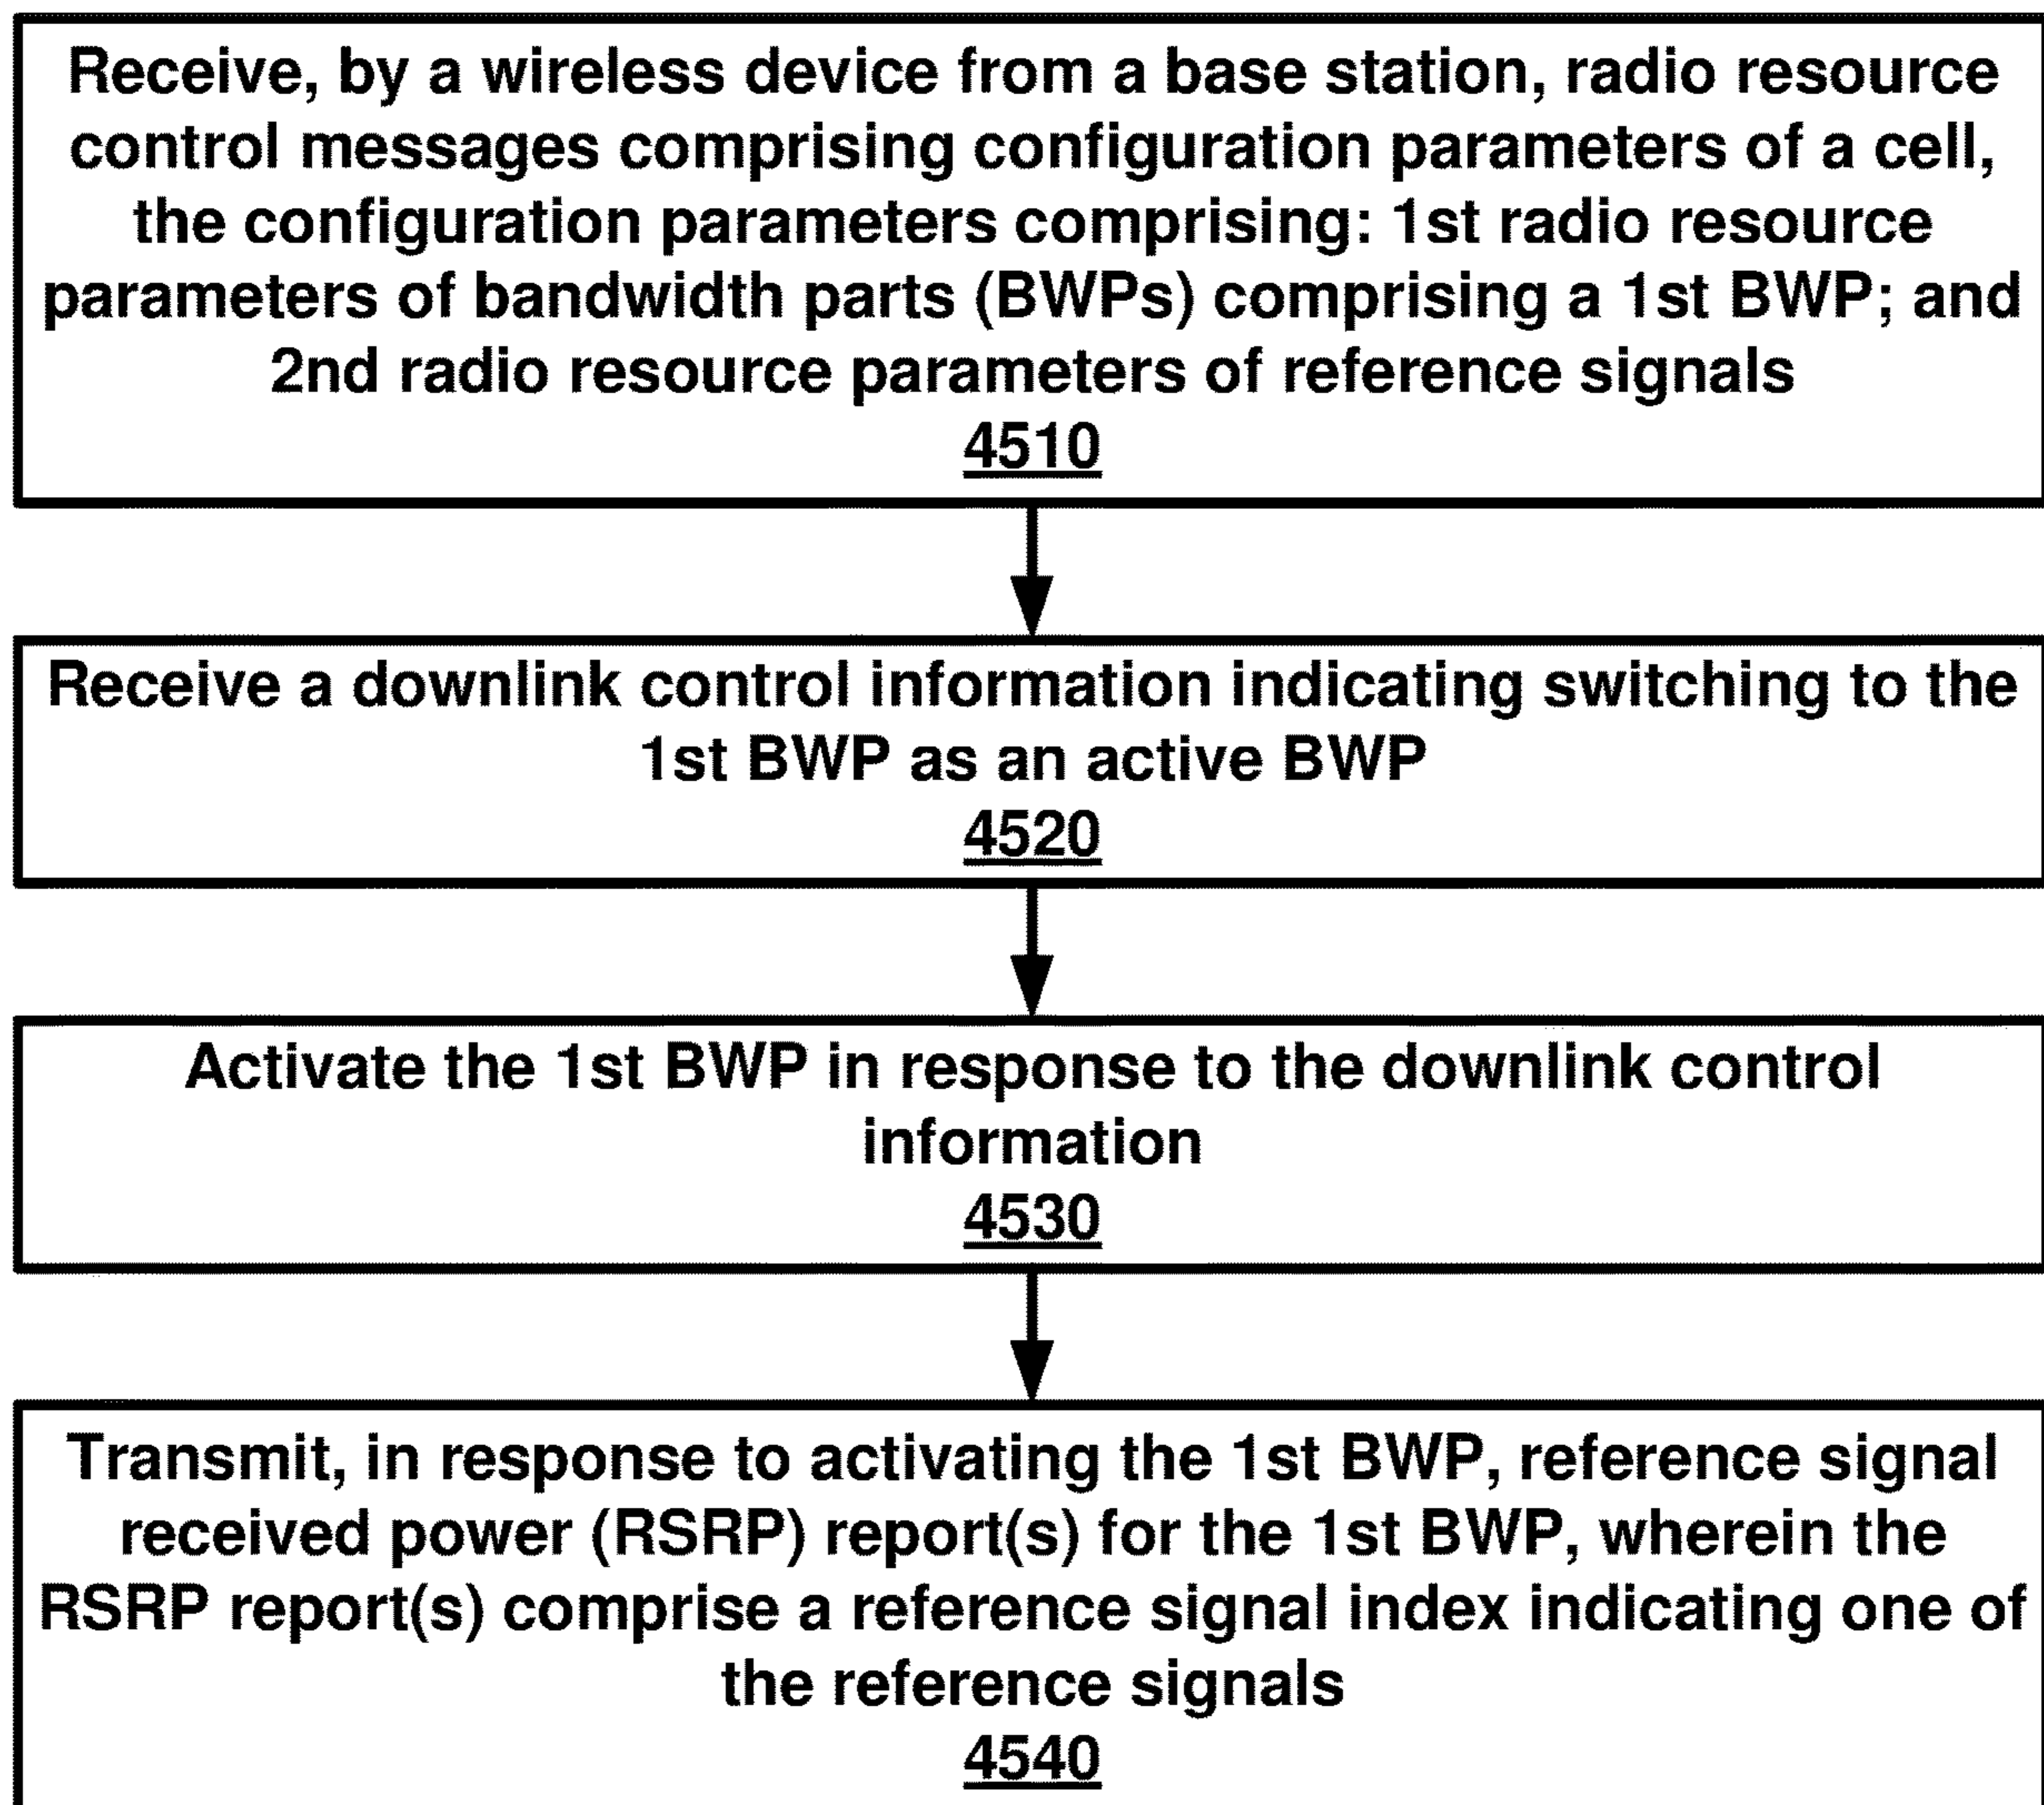 Receive, by a wireless device from a base station, radio resource
control messages comprising configuration parameters of a cell,
the configuration parameters comprising: 1st radio resource
parameters of bandwidth parts (BWPs) comprising a 1st BWP; and
2nd radio resource parameters of reference signals
4510
Receive a downlink control information indicating switching to the
1st BWP as an active BWP
4520
Activate the 1st BWP in response to the downlink control
information
4530
Transmit, in response to activating the 1st BWP, reference signal
received power (RSRP) report(s) for the 1st BWP, wherein the
RSRP report(s) comprise a reference signal index indicating one of
the reference signals
4540